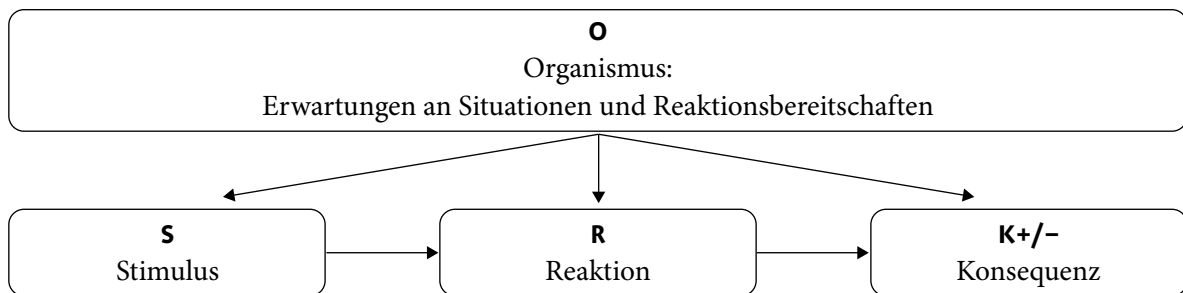 O
Organismus:
Erwartungen an Situationen und Reaktionsbereitschaften
S
Stimulus
R
Reaktion
K+/−
Konsequenz